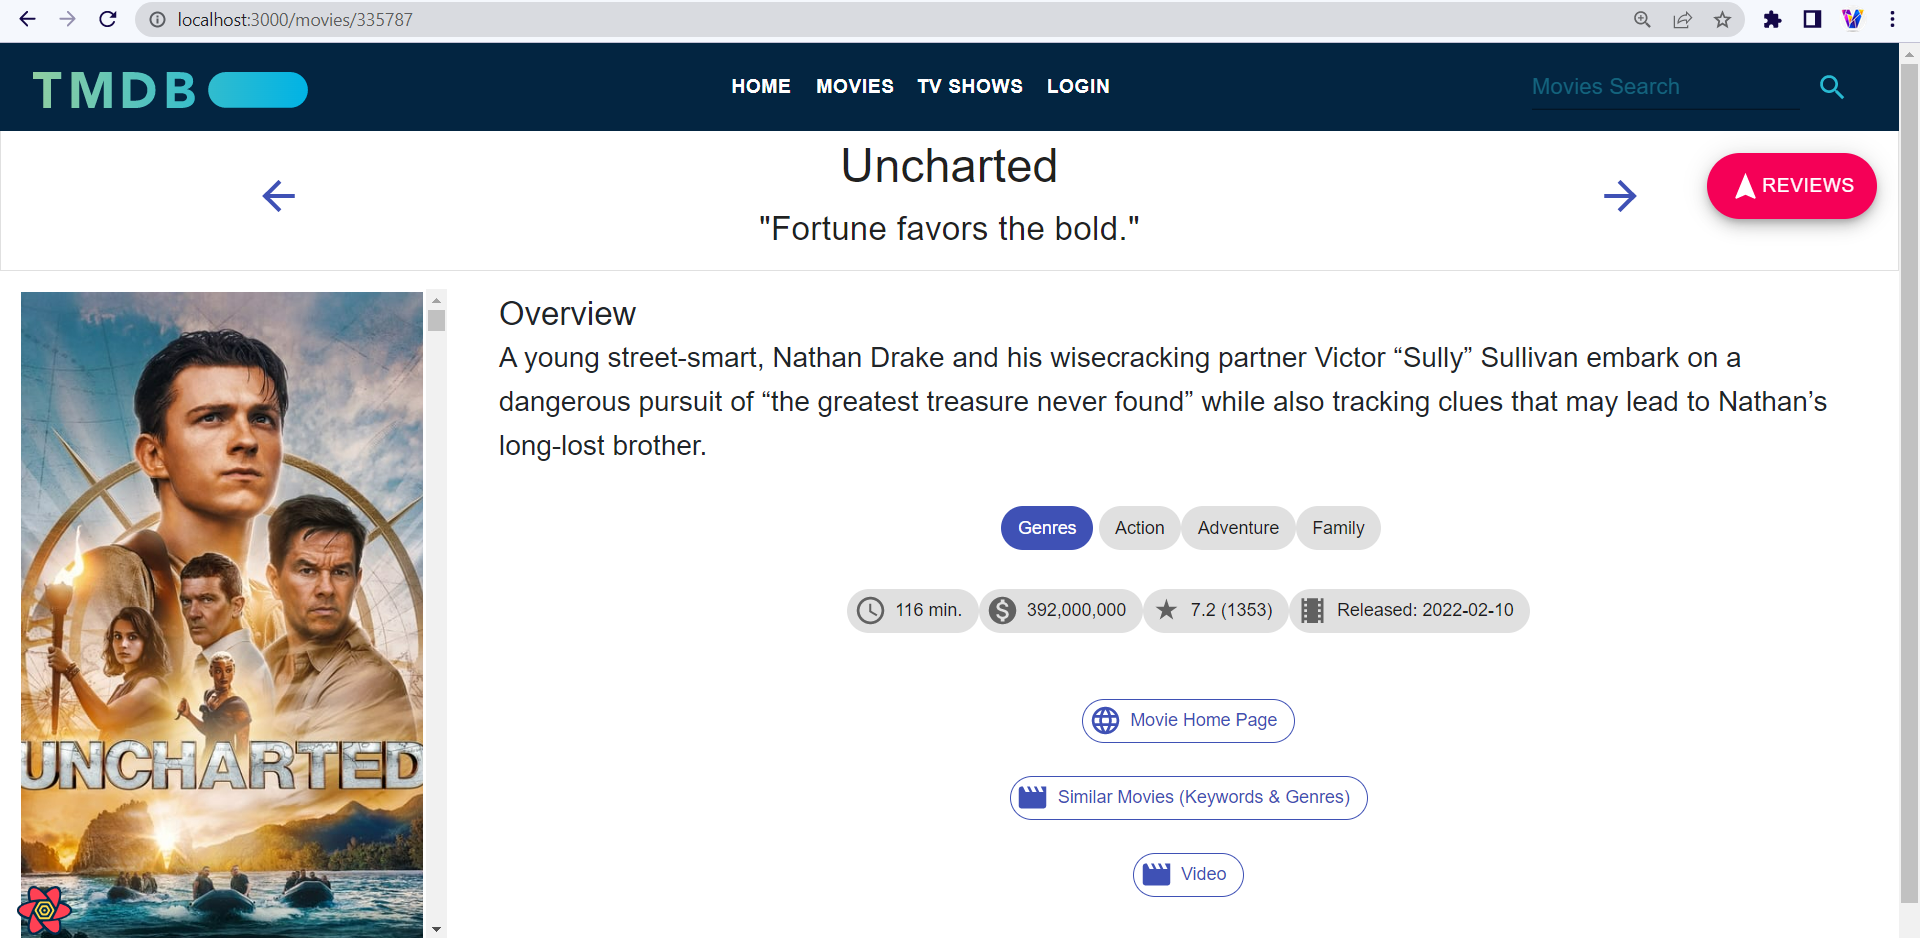 localhost:3000/movies/335787
TMDB
HOME MOVIES TV SHOWS LOGIN
Movies Search
Uncharted
REVIEWS
"Fortune favors the bold."
Overview
A young street-smart, Nathan Drake and his wisecracking partner Victor “Sully” Sullivan embark on a
dangerous pursuit of “the greatest treasure never found” while also tracking clues that may lead to Nathan’s
long-lost brother.
Genres Action Adventure Family
116 min. 392,000,000 7.2 (1353) Released: 2022-02-10
Movie Home Page
Similar Movies (Keywords & Genres)
Video
UNCHARTED